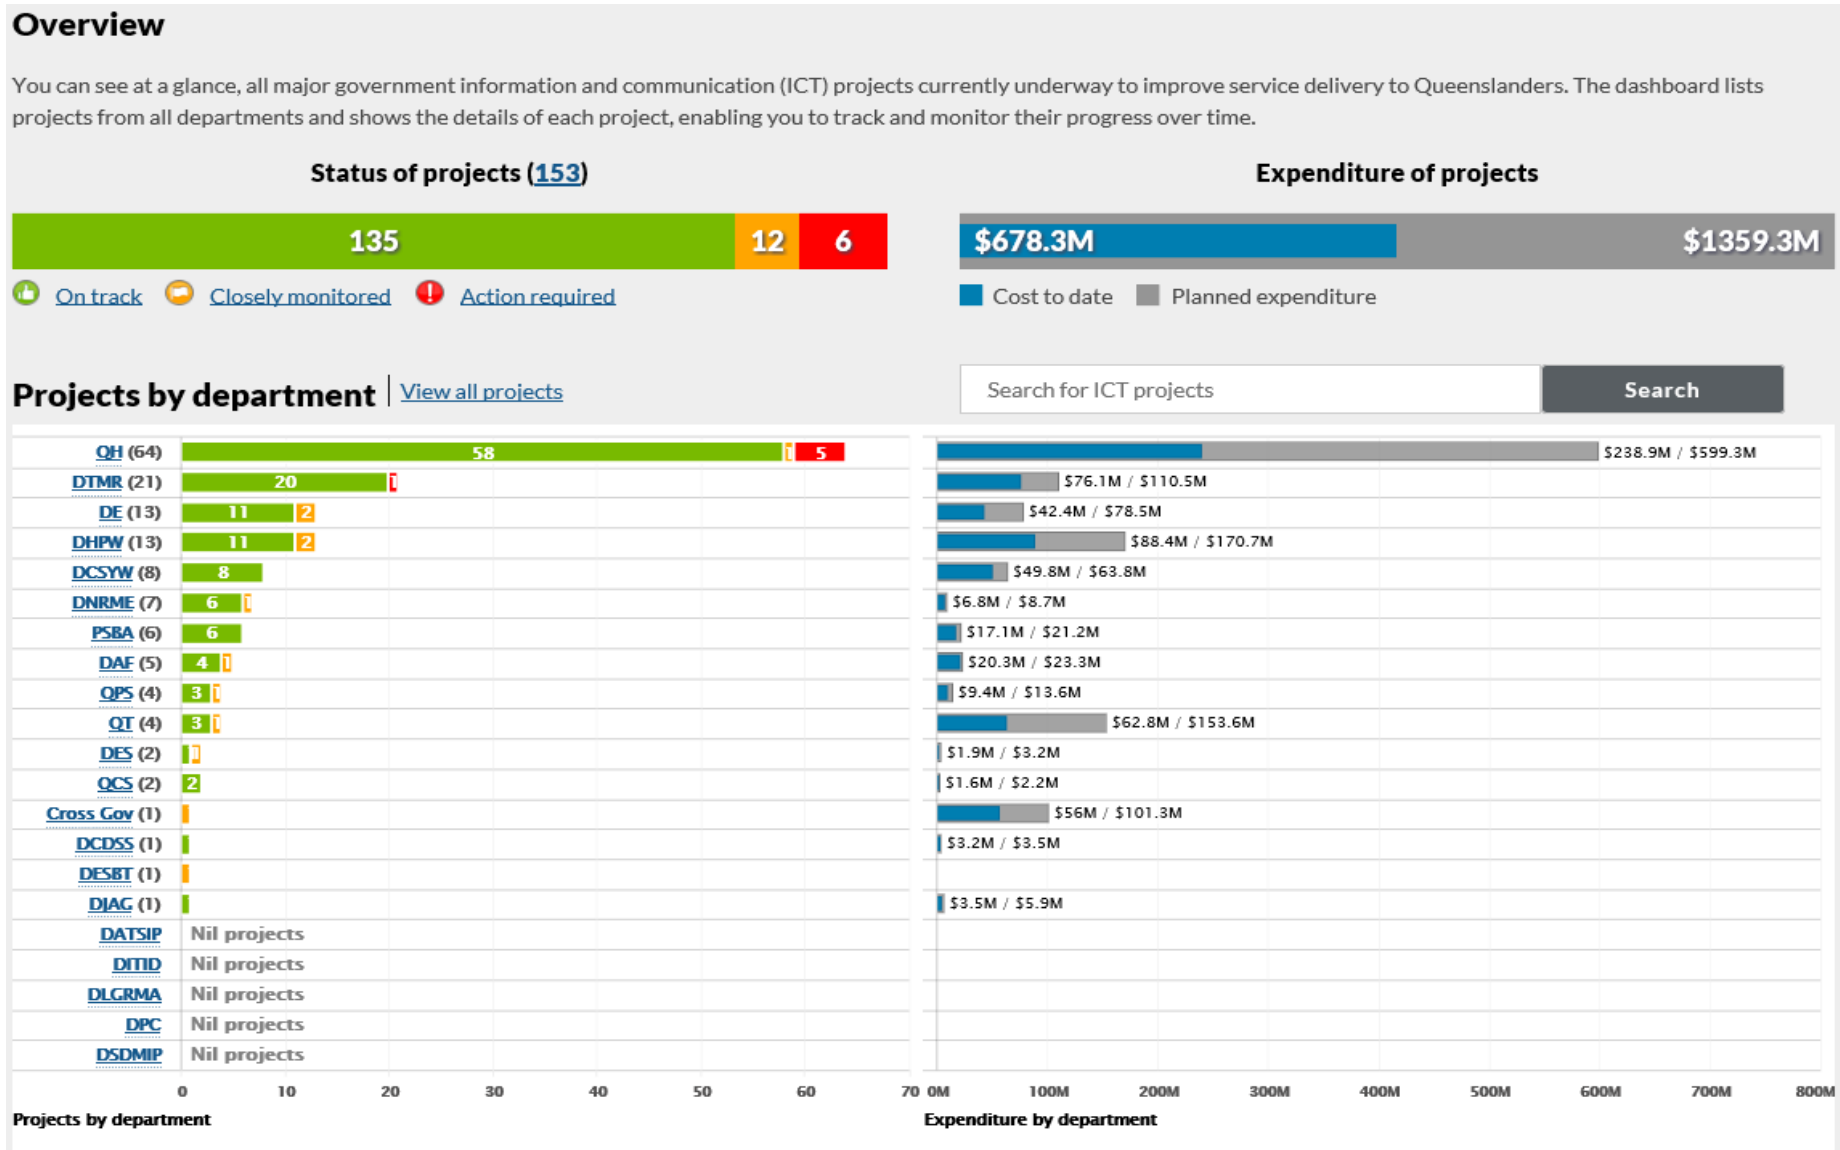 Overview
You can see at a glance, all major government information and communication (ICT) projects currently underway to improve service delivery to Queenslanders. The dashboard lists
projects from all departments and shows the details of each project, enabling you to track and monitor their progress over time.
Status of projects (153)
135 12 6
On track Closely monitored Action required
Expenditure of projects
$678.3M $1359.3M
Cost to date Planned expenditure
Projects by department View all projects
Search for ICT projects Search
QH (64) 58 1 5 $238.9M / $599.3M
DTMR (21) 20 1 $76.1M / $110.5M
DE (13) 11 2 $42.4M / $78.5M
DHPW (13) 11 2 $88.4M / $170.7M
DCSYW (8) 8 $49.8M / $63.8M
DNRME (7) 6 1 $6.8M / $8.7M
PSBA (6) 6 $17.1M / $21.2M
DAF (5) 4 1 $20.3M / $23.3M
QPS (4) 3 1 $9.4M / $13.6M
QT (4) 3 1 $62.8M / $153.6M
DES (2) 1 $1.9M / $3.2M
QCS (2) 2 $1.6M / $2.2M
Cross Gov (1) $56M / $101.3M
DCDSS (1) $3.2M / $3.5M
DESBT (1)
DJAG (1) $3.5M / $5.9M
DATSIP Nil projects
DITID Nil projects
DLGRMA Nil projects
DPC Nil projects
DSDMIP Nil projects
0 10 20 30 40 50 60 70
0M 100M 200M 300M 400M 500M 600M 700M 800M
Projects by department
Expenditure by department